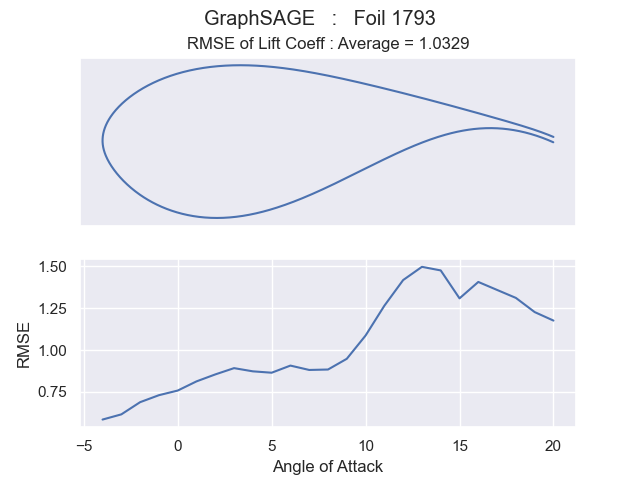 GraphSAGE   :   Foil 1793
RMSE of Lift Coeff : Average = 1.0329
1.50
1.25
1.00
0.75
RMSE
−5 0 5 10 15 20
Angle of Attack